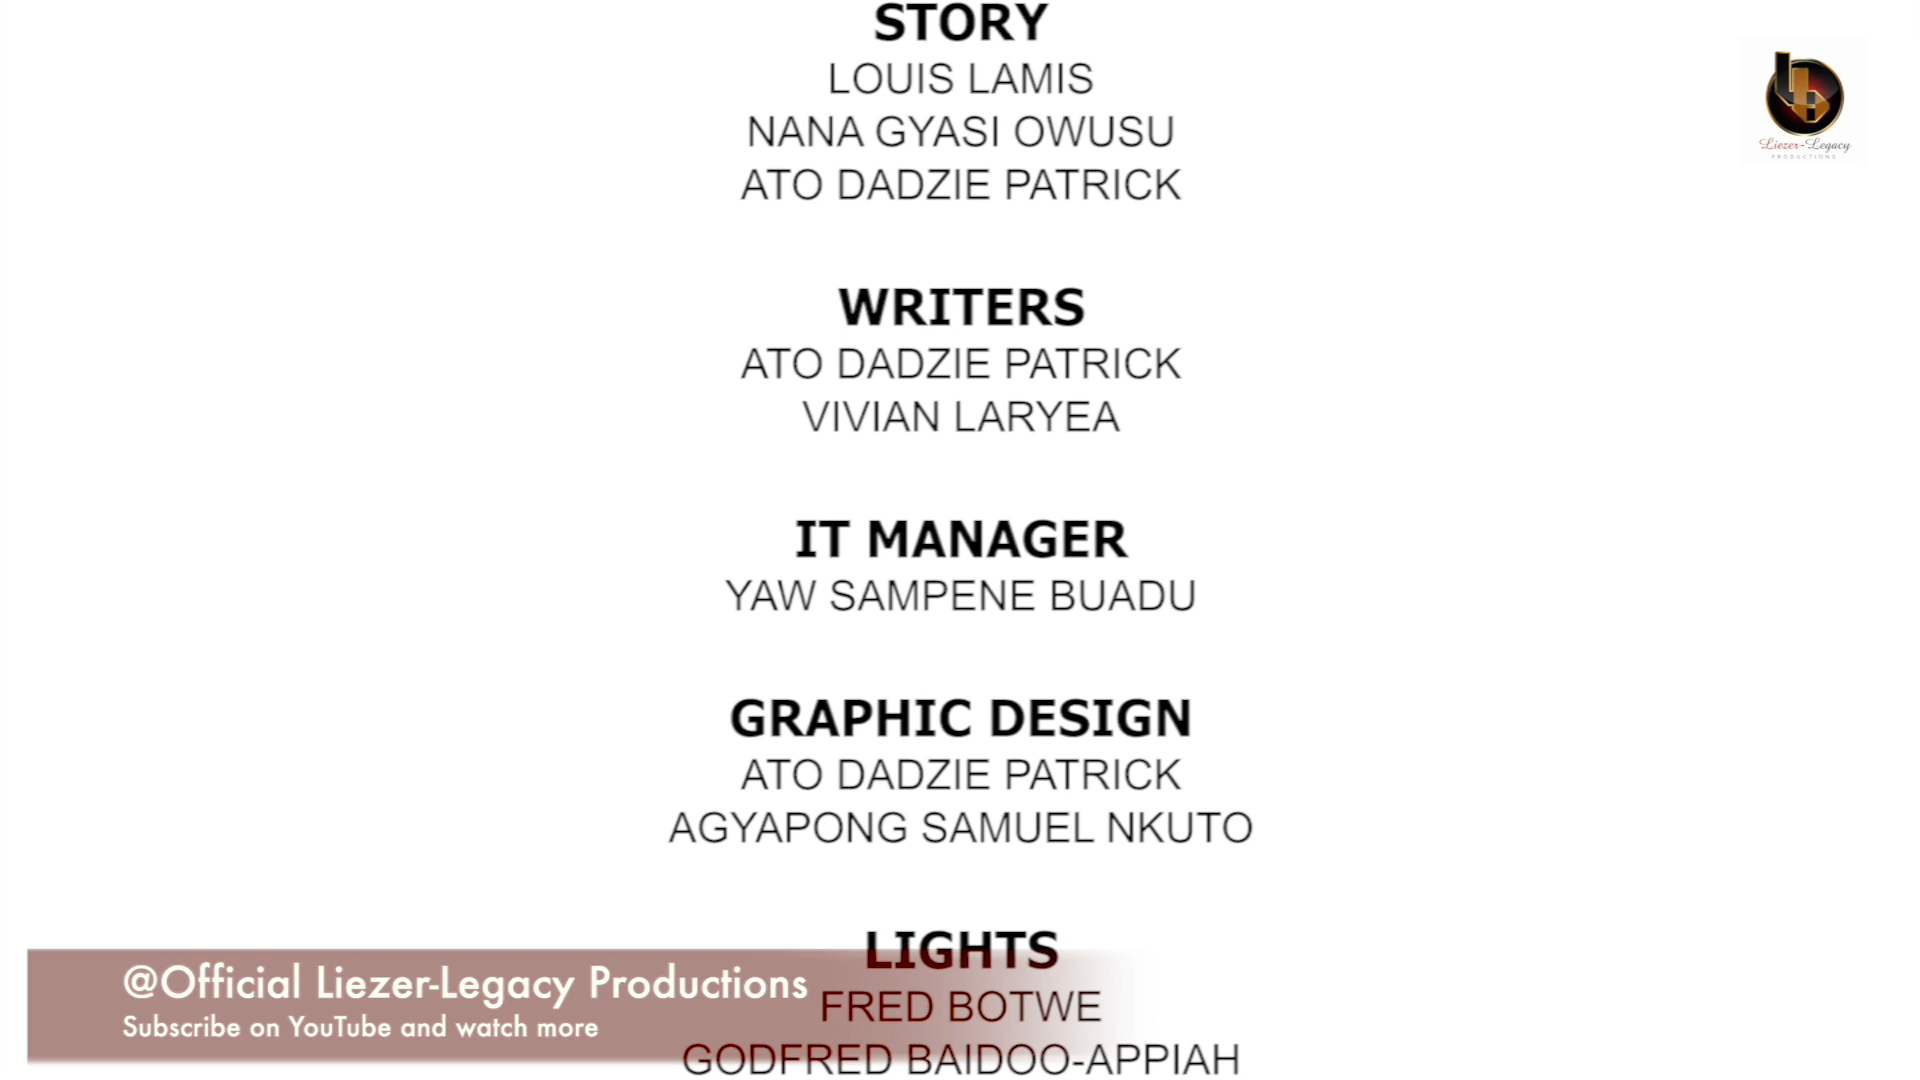 STORY
LOUIS LAMIS
NANA GYASI OWUSU
ATO DADZIE PATRICK
WRITERS
ATO DADZIE PATRICK
VIVIAN LARYEA
IT MANAGER
YAW SAMPENE BUADU
GRAPHIC DESIGN
ATO DADZIE PATRICK
AGYAPONG SAMUEL NKUTO
LIGHTS
FRED BOTWE
GODFRED BAIDOO-APPIAH
@Official Liezer-Legacy Productions
Subscribe on YouTube and watch more
Liezer-Legacy
PRODUCTIONS